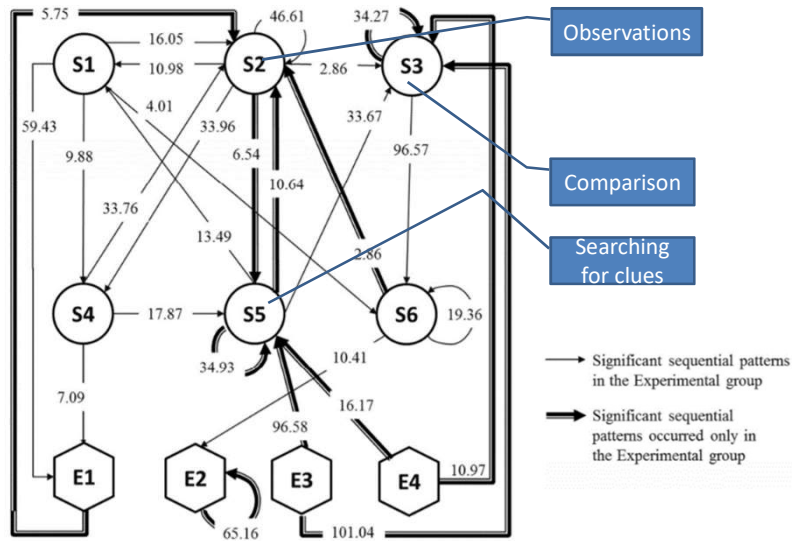 5.75
46.61
34.27
Observations
16.05
S1
S2
S3
10.98
2.86
4.01
59.43
33.96
33.67
9.88
6.54
96.57
10.64
Comparison
33.76
13.49
2.86
Searching
for clues
S4
17.87
S5
S6
19.36
34.93
10.41
Significant sequential patterns
in the Experimental group
7.09
16.17
Significant sequential
patterns occurred only in
the Experimental group
96.58
E1
E2
E3
E4
10.97
65.16
101.04